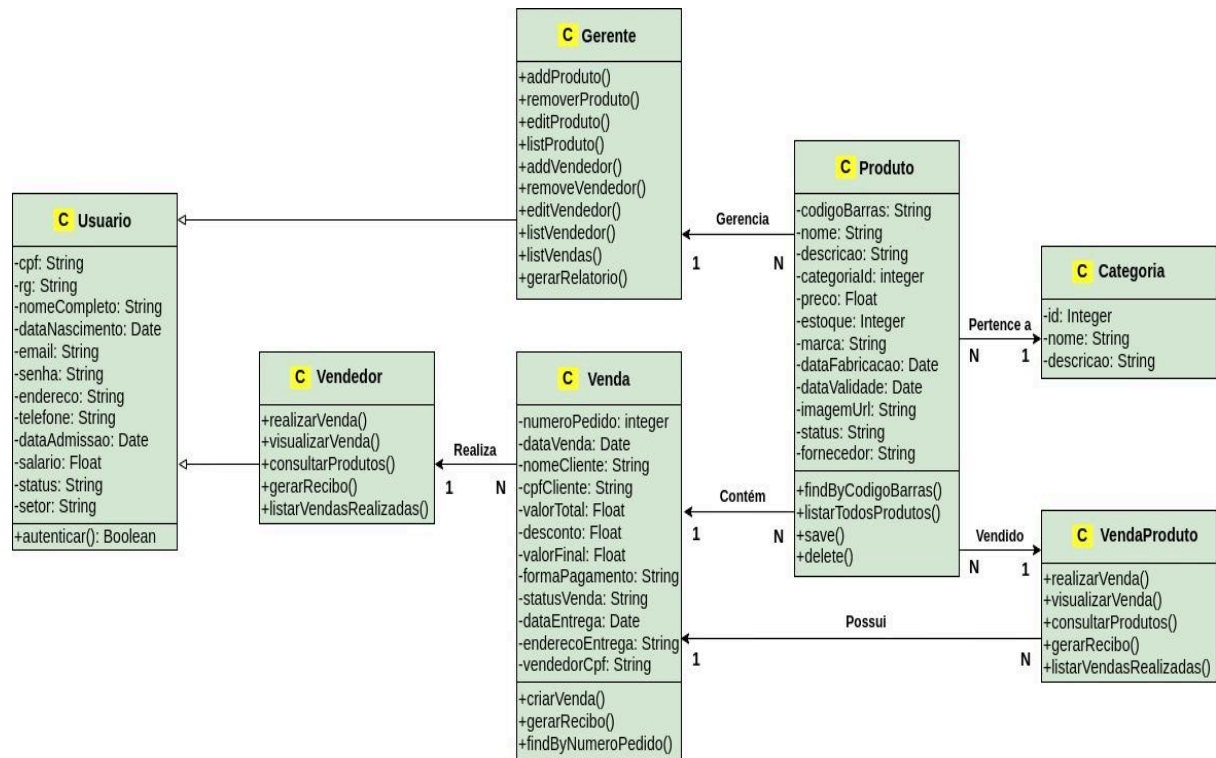 C Gerente
+addProduto()
+removerProduto()
+editProduto()
+listProduto()
+addVendedor()
+removeVendedor()
+editVendedor()
+listVendedor()
+listVendas()
+gerarRelatorio()
C Usuario
-cpf: String
-rg: String
-nomeCompleto: String
-dataNascimento: Date
-email: String
-senha: String
-endereco: String
-telefone: String
-dataAdmissao: Date
-salario: Float
-status: String
-setor: String
+autenticar(): Boolean
C Vendedor
+realizarVenda()
+visualizarVenda()
+consultarProdutos()
+gerarRecibo()
+listarVendasRealizadas()
Realiza
1 N
C Venda
-numeroPedido: integer
-dataVenda: Date
-nomeCliente: String
-cpfCliente: String
-valorTotal: Float
-desconto: Float
-valorFinal: Float
-formaPagamento: String
-statusVenda: String
-dataEntrega: Date
-enderecoEntrega: String
-vendedorCpf: String
+criarVenda()
+gerarRecibo()
+findByNumeroPedido()
Gerencia
1 N
Contém
1 N
Possui
1 N
C Produto
-codigoBarras: String
-nome: String
-descricao: String
-categoriaId: integer
-preco: Float
-estoque: Integer
-marca: String
-dataFabricacao: Date
-dataValidade: Date
-imagemUrl: String
-status: String
-fornecedor: String
+findByCodigoBarras()
+listarTodosProdutos()
+save()
+delete()
Pertence a
N 1
Vendido
N 1
C Categoria
-id: Integer
-nome: String
-descricao: String
C VendaProduto
+realizarVenda()
+visualizarVenda()
+consultarProdutos()
+gerarRecibo()
+listarVendasRealizadas()